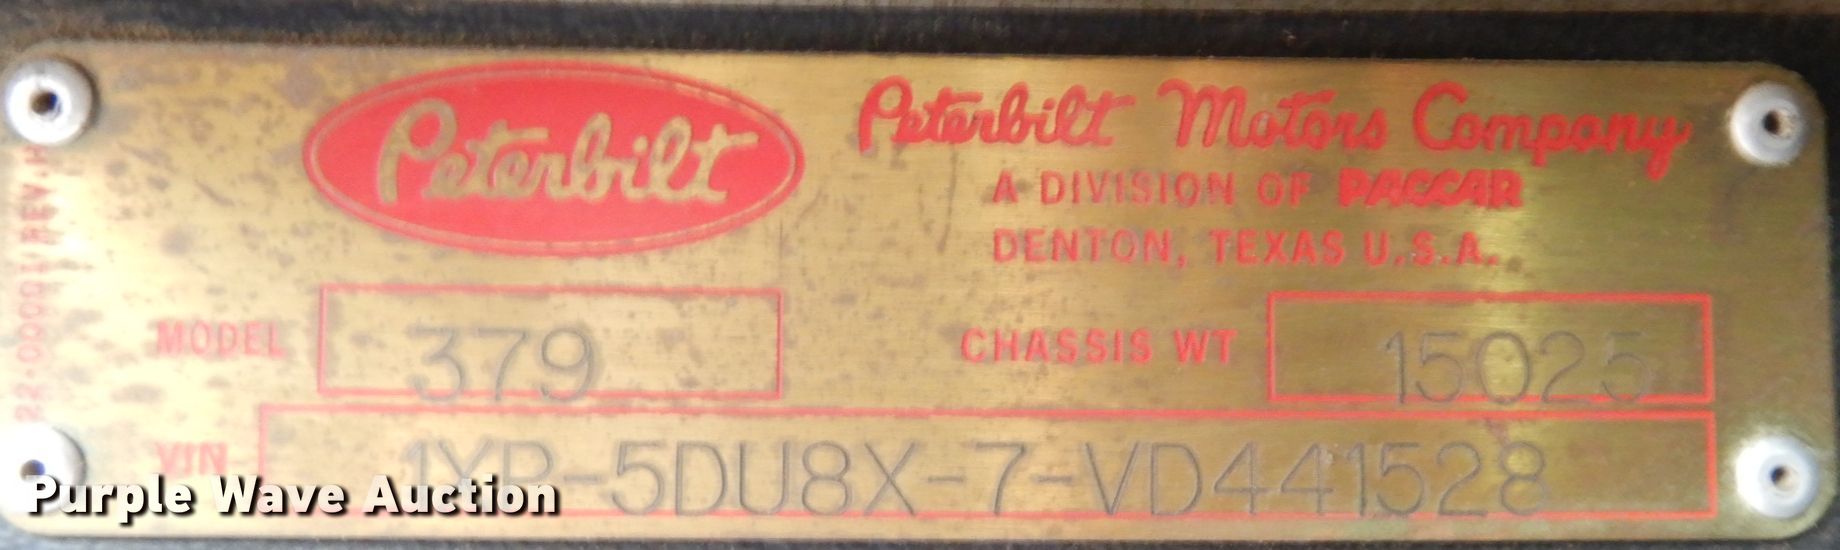 Peterbilt
Peterbilt Motors Company
A DIVISION OF PACCAR
DENTON, TEXAS U.S.A.
MODEL 379
CHASSIS WT 15025
VIN 1XP-5DU8X-7-VD441528
Purple Wave Auction